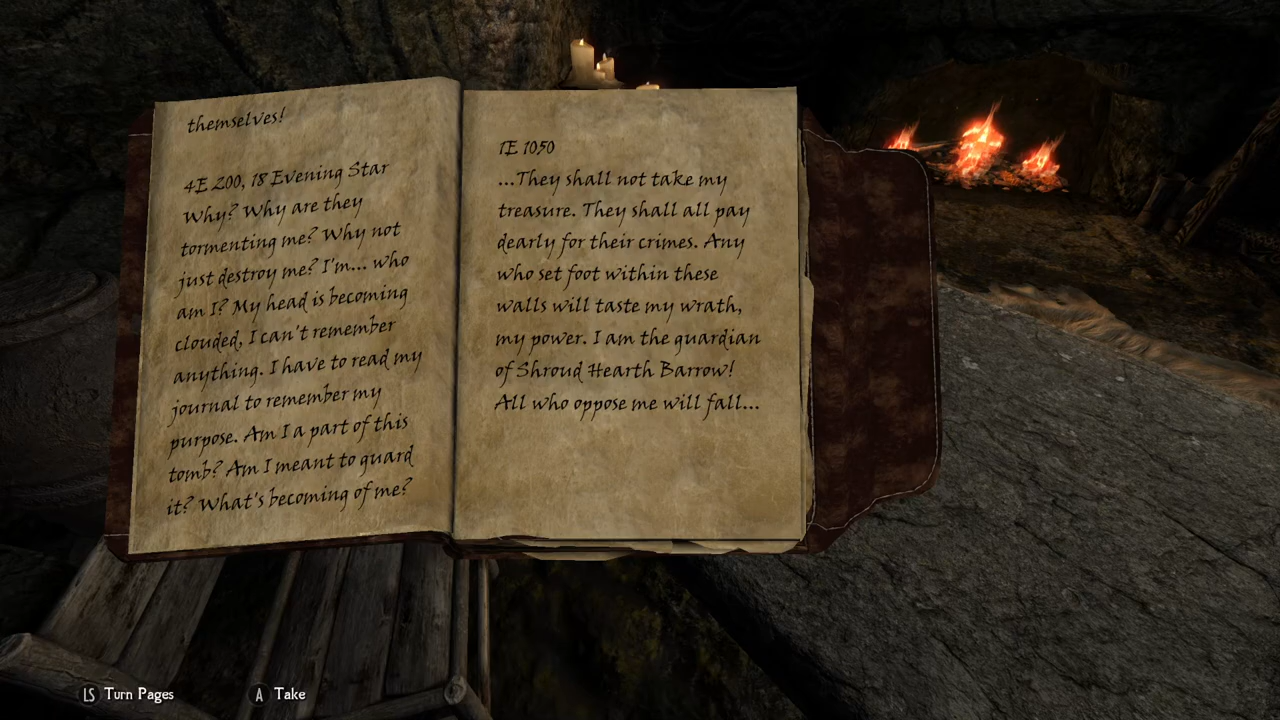 themselves!
4E 200, 18 Evening Star
Why? Why are they
tormenting me? Why not
just destroy me? I'm... who
am I? My head is becoming
clouded, I can't remember
anything. I have to read my
journal to remember my
purpose. Am I a part of this
tomb? Am I meant to guard
it? What's becoming of me?
1E 1050
...They shall not take my
treasure. They shall all pay
dearly for their crimes. Any
who set foot within these
walls will taste my wrath,
my power. I am the guardian
of Shroud Hearth Barrow!
All who oppose me will fall...
LS Turn Pages
A Take